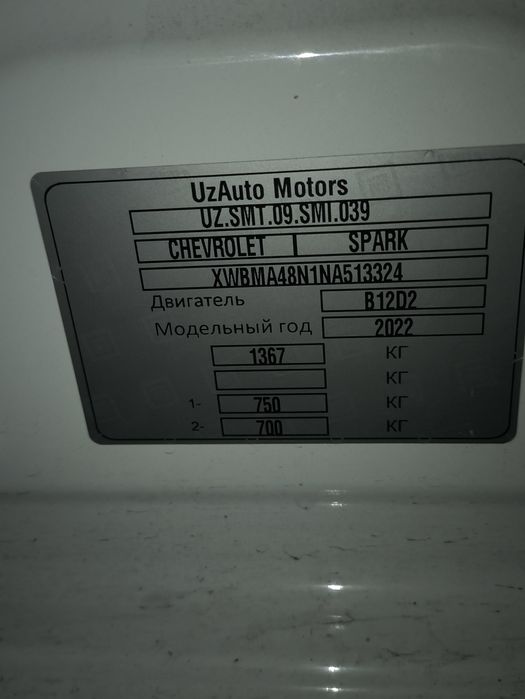 UzAuto Motors
UZ.SMT.09.SMI.039
CHEVROLET SPARK
XWBMA48N1NA513324
Двигатель B12D2
Модельный год 2022
1367 КГ
КГ
1- 750 КГ
2- 700 КГ